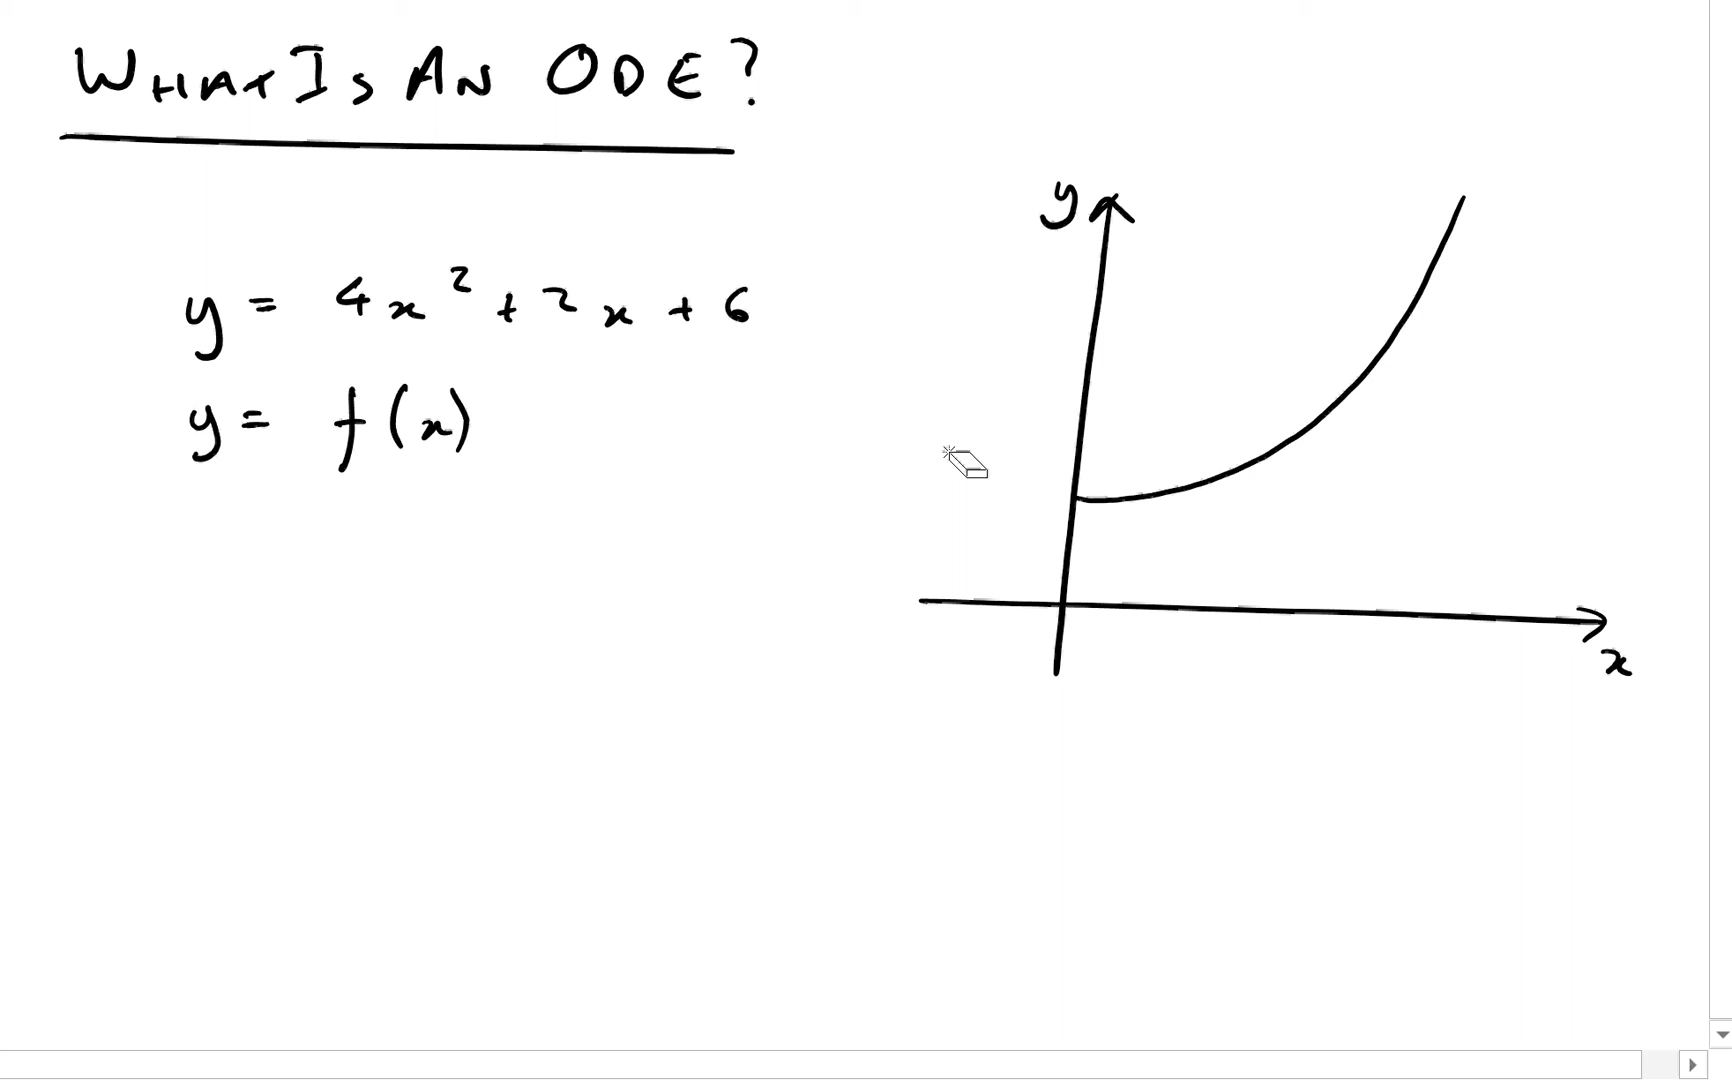 WHAT IS AN ODE?
y = 4x² + 2x + 6
y = f(x)
y
x